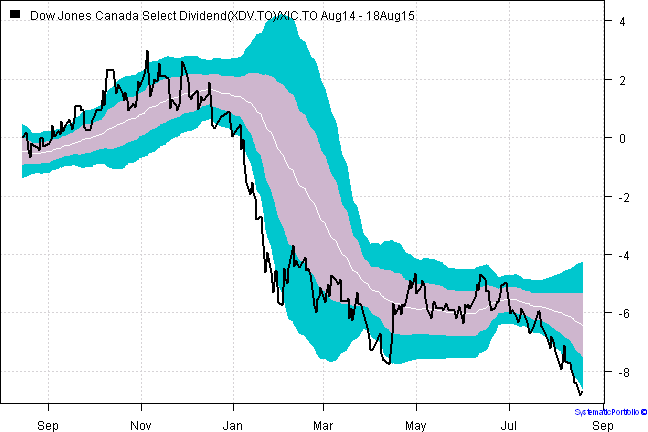 Dow Jones Canada Select Dividend(XDV.TO)/XIC.TO Aug14 - 18Aug15
4
2
0
-2
-4
-6
-8
SystematicPortfolio ©
Sep Nov Jan Mar May Jul Sep